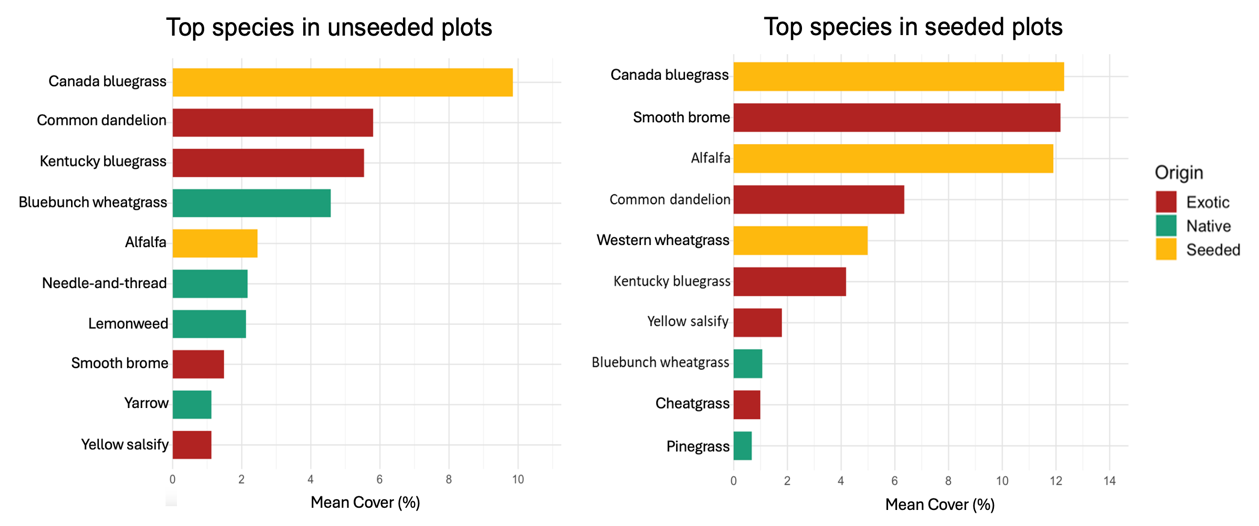 Top species in unseeded plots
Canada bluegrass
Common dandelion
Kentucky bluegrass
Bluebunch wheatgrass
Alfalfa
Needle-and-thread
Lemonweed
Smooth brome
Yarrow
Yellow salsify
0 2 4 6 8 10
Mean Cover (%)
Top species in seeded plots
Canada bluegrass
Smooth brome
Alfalfa
Common dandelion
Western wheatgrass
Kentucky bluegrass
Yellow salsify
Bluebunch wheatgrass
Cheatgrass
Pinegrass
0 2 4 6 8 10 12 14
Mean Cover (%)
Origin
Exotic
Native
Seeded